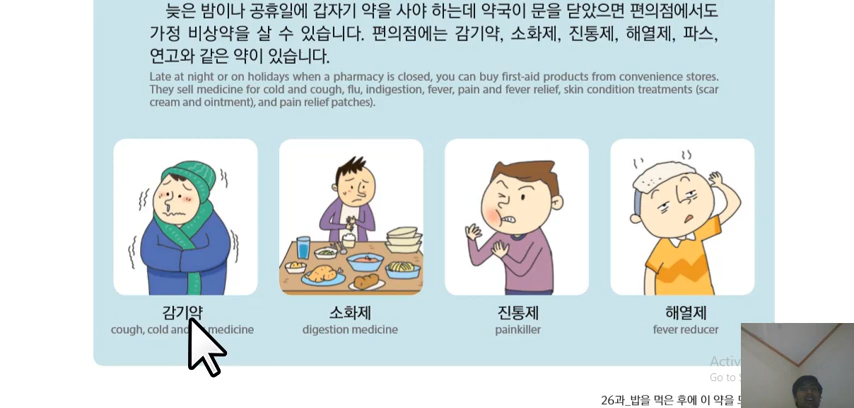 늦은 밤이나 공휴일에 갑자기 약을 사야 하는데 약국이 문을 닫았으면 편의점에서도
가정 비상약을 살 수 있습니다. 편의점에는 감기약, 소화제, 진통제, 해열제, 파스,
연고와 같은 약이 있습니다.
Late at night or on holidays when a pharmacy is closed, you can buy first-aid products from convenience stores.
They sell medicine for cold and cough, flu, indigestion, fever, pain and fever relief, skin condition treatments (scar
cream and ointment), and pain relief patches).
감기약
소화제
진통제
해열제
cough, cold and medicine
digestion medicine
painkiller
fever reducer
Go to
26과_밥을 먹은 후에 이 약을